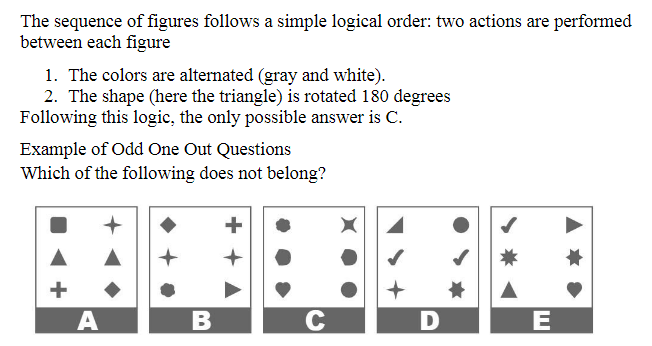 The sequence of figures follows a simple logical order: two actions are performed
between each figure
1. The colors are alternated (gray and white).
2. The shape (here the triangle) is rotated 180 degrees
Following this logic, the only possible answer is C.
Example of Odd One Out Questions
Which of the following does not belong?
A B C D E